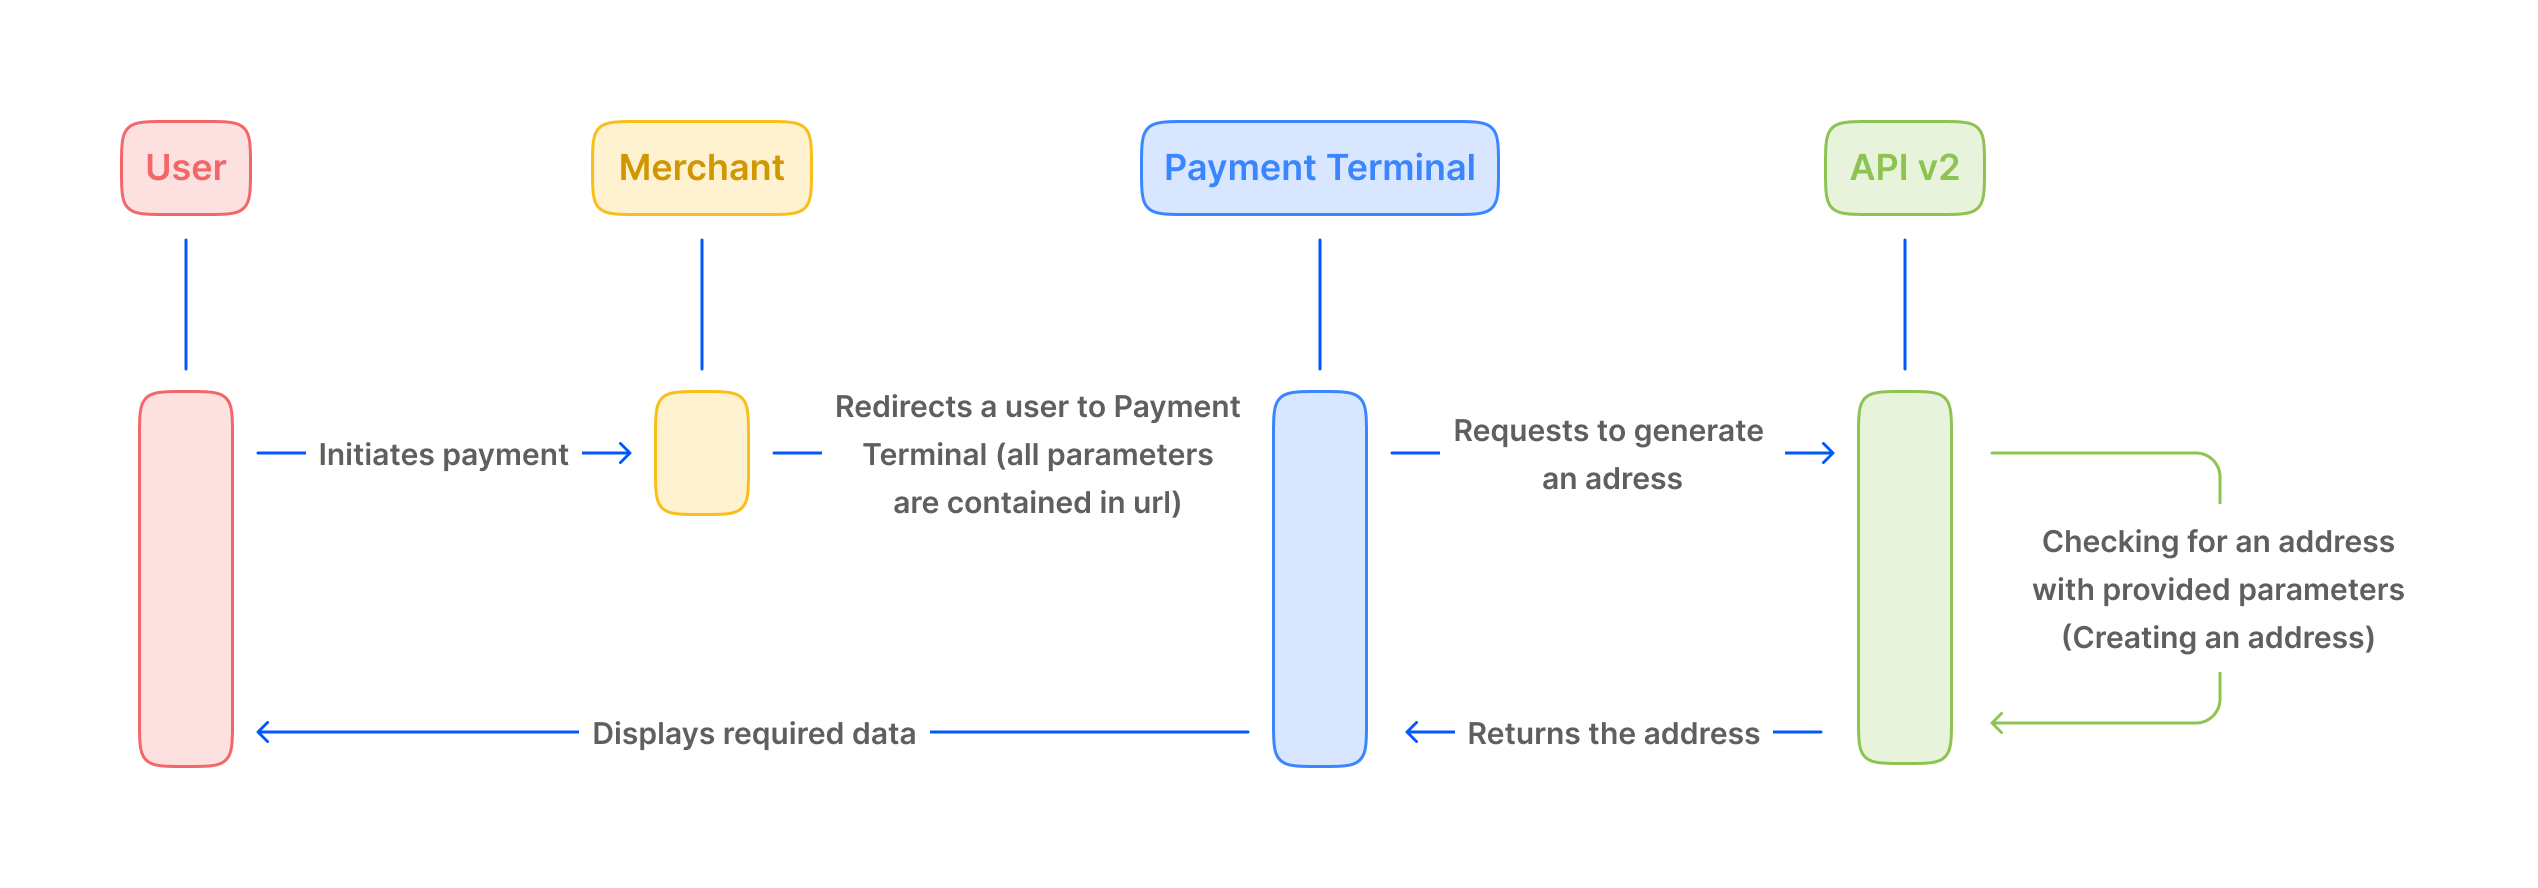 User
Merchant
Payment Terminal
API v2
Initiates payment
Redirects a user to Payment
Terminal (all parameters
are contained in url)
Requests to generate
an adress
Checking for an address
with provided parameters
(Creating an address)
Displays required data
Returns the address